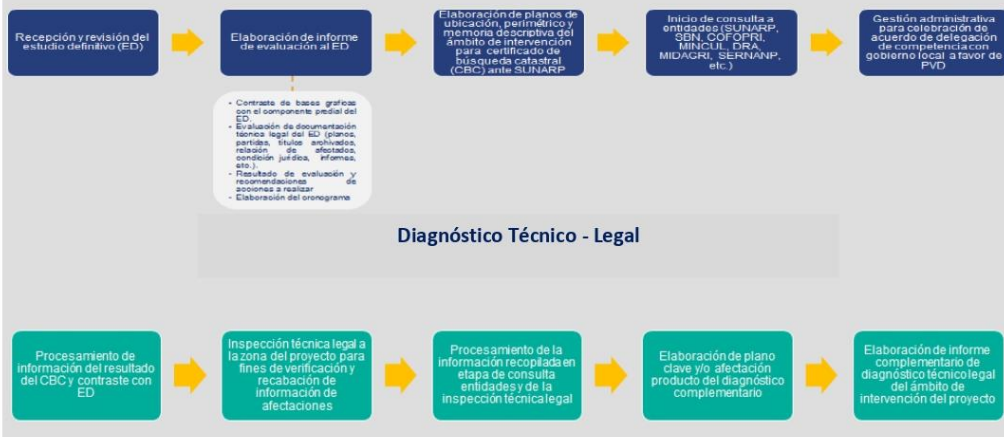 Recepción y revisión del
estudio definitivo (ED)
Elaboración de informe
de evaluación al ED
Elaboración de planos de
ubicación, perimétrico y
memoria descriptiva del
ámbito de intervención
para certificado de
búsqueda catastral (CBC) ante SUNARP
Inicio de consulta a
entidades (SUNARP,
SBN, COFOPRI,
MINCUL, DRA,
MIDAGRI, SERNANP,
etc.)
Gestión administrativa
para celebración de
acuerdo de delegación
de competencia con
gobierno local a favor de
PVD
• Contraste de bases graficas
con el componente predial del
ED.
• Evaluación de documentación
técnica legal del ED (planos,
partidas, títulos archivados,
relación de afectados,
condición jurídica, informes,
etc.).
• Resultado de evaluación y
recomendaciones de
acciones a realizar
• Elaboración del cronograma
Diagnóstico Técnico - Legal
Procesamiento de
información del resultado
del CBC y contraste con
ED
Inspección técnica legal a
la zona del proyecto para
fines de verificación y
recabación de
información de
afectaciones
Procesamiento de la
información recopilada en
etapa de consulta
entidades y de la
inspección técnica legal
Elaboración de plano
clave y/o afectación
producto del diagnóstico
complementario
Elaboración de informe
complementario de
diagnóstico técnico legal
del ámbito de
intervención del proyecto